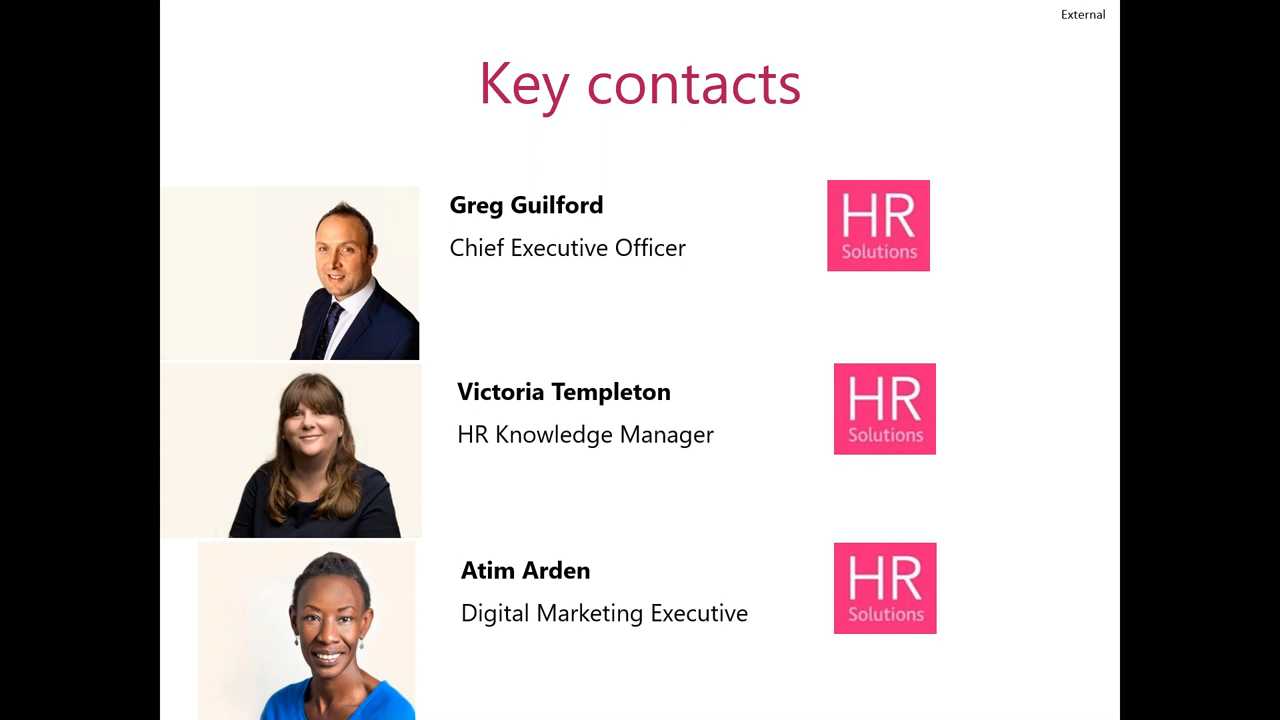 External
Key contacts
Greg Guilford
Chief Executive Officer
HR
Solutions
Victoria Templeton
HR Knowledge Manager
HR
Solutions
Atim Arden
Digital Marketing Executive
HR
Solutions